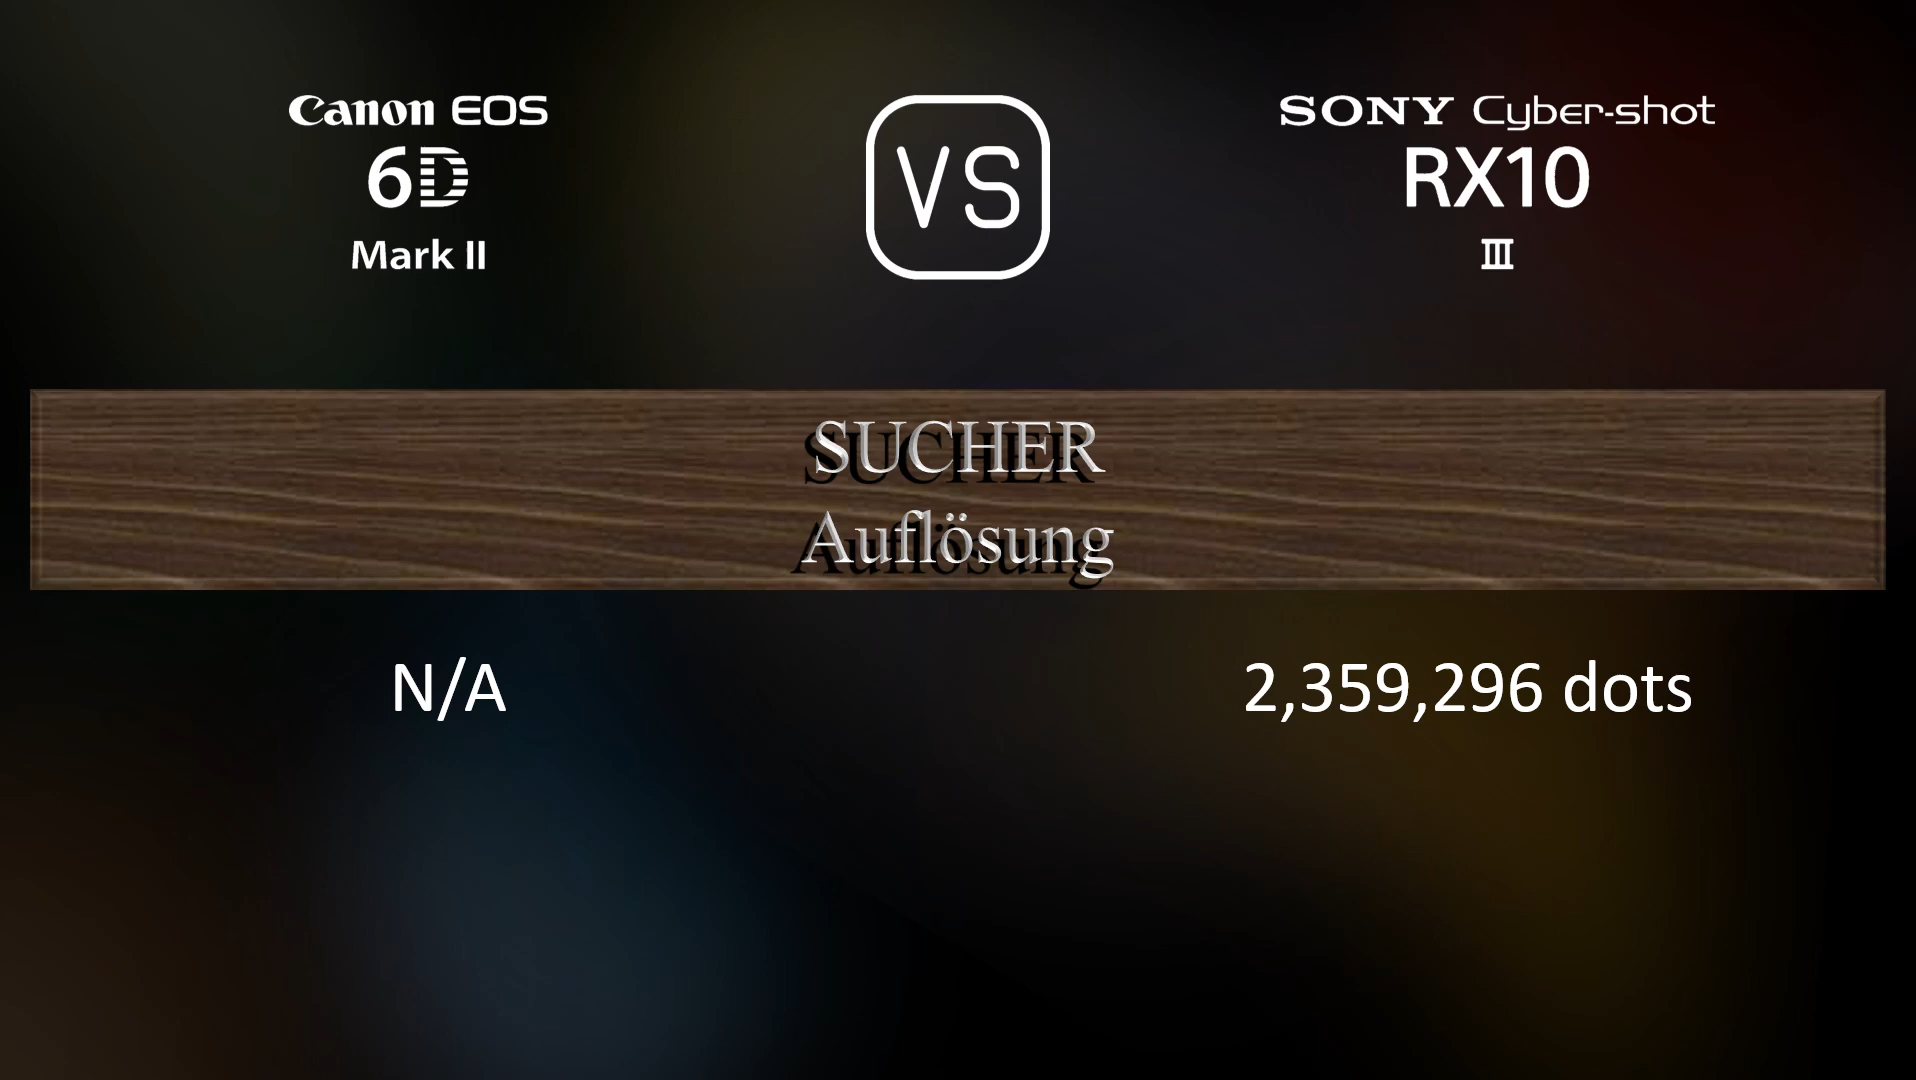 Canon EOS
6D
Mark II
VS
SONY Cyber-shot
RX10
III
SUCHER
Auflösung
N/A
2,359,296 dots